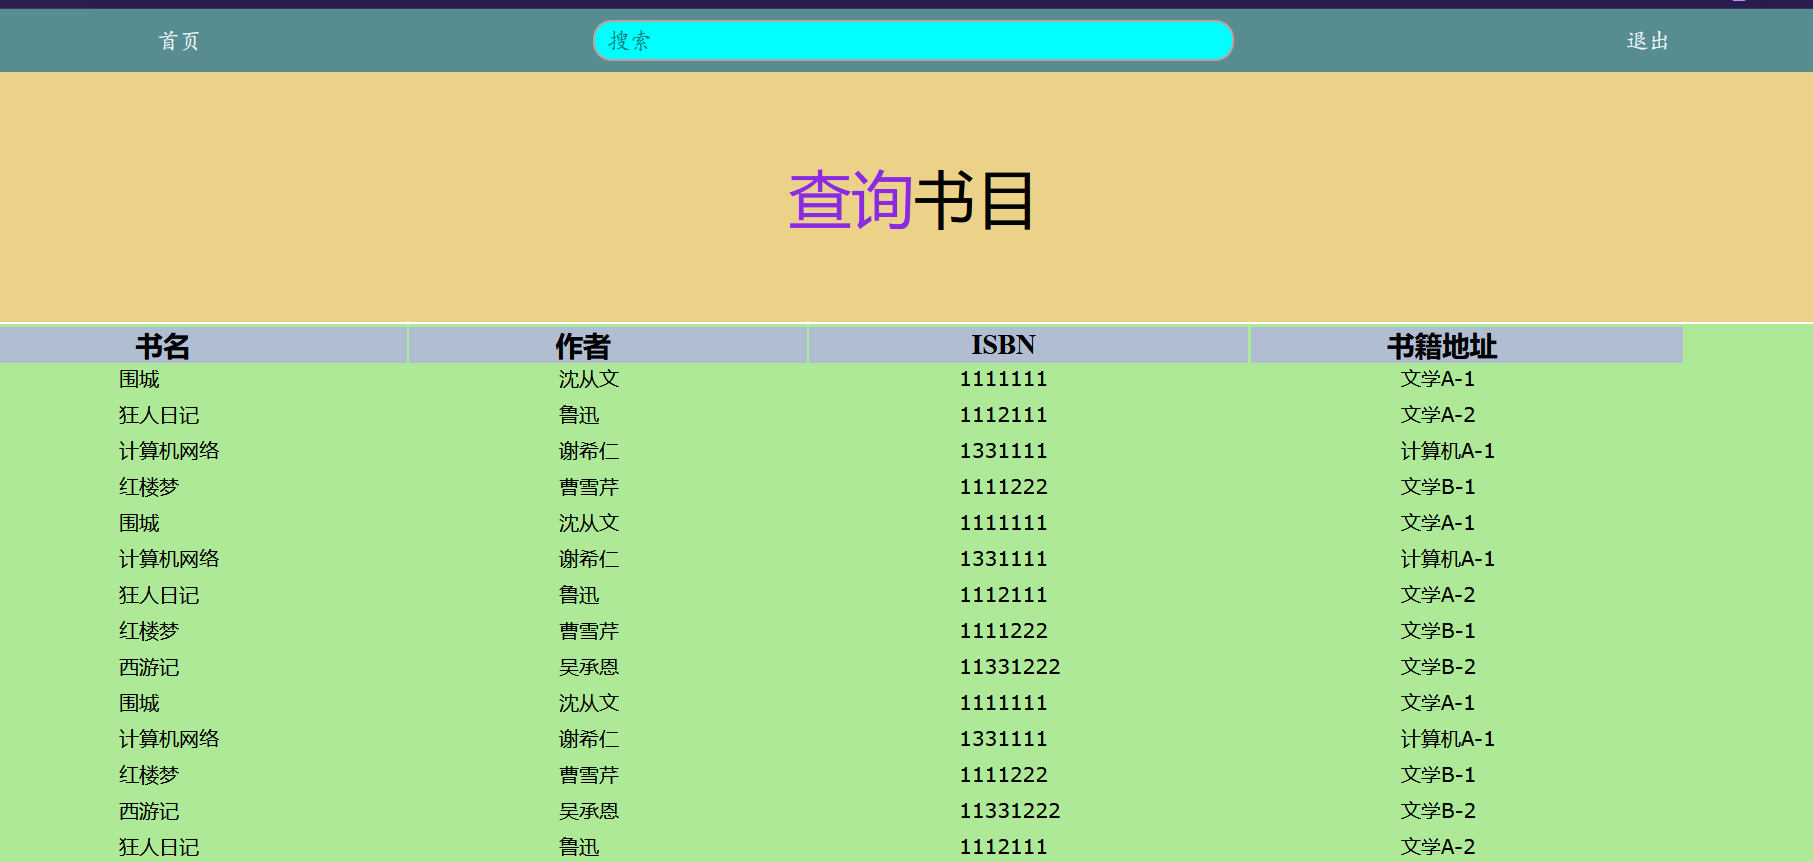 首页 搜索 退出
查询书目
书名 作者 ISBN 书籍地址
围城 沈从文 1111111 文学A-1
狂人日记 鲁迅 1112111 文学A-2
计算机网络 谢希仁 1331111 计算机A-1
红楼梦 曹雪芹 1111222 文学B-1
围城 沈从文 1111111 文学A-1
计算机网络 谢希仁 1331111 计算机A-1
狂人日记 鲁迅 1112111 文学A-2
红楼梦 曹雪芹 1111222 文学B-1
西游记 吴承恩 11331222 文学B-2
围城 沈从文 1111111 文学A-1
计算机网络 谢希仁 1331111 计算机A-1
红楼梦 曹雪芹 1111222 文学B-1
西游记 吴承恩 11331222 文学B-2
狂人日记 鲁迅 1112111 文学A-2